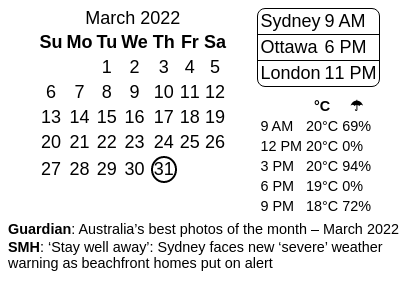 March 2022
Su Mo Tu We Th Fr Sa
1 2 3 4 5
6 7 8 9 10 11 12
13 14 15 16 17 18 19
20 21 22 23 24 25 26
27 28 29 30 31
Sydney 9 AM
Ottawa 6 PM
London 11 PM
°C ☂
9 AM 20°C 69%
12 PM 20°C 0%
3 PM 20°C 94%
6 PM 19°C 0%
9 PM 18°C 72%
Guardian: Australia’s best photos of the month – March 2022
SMH: ‘Stay well away’: Sydney faces new ‘severe’ weather
warning as beachfront homes put on alert